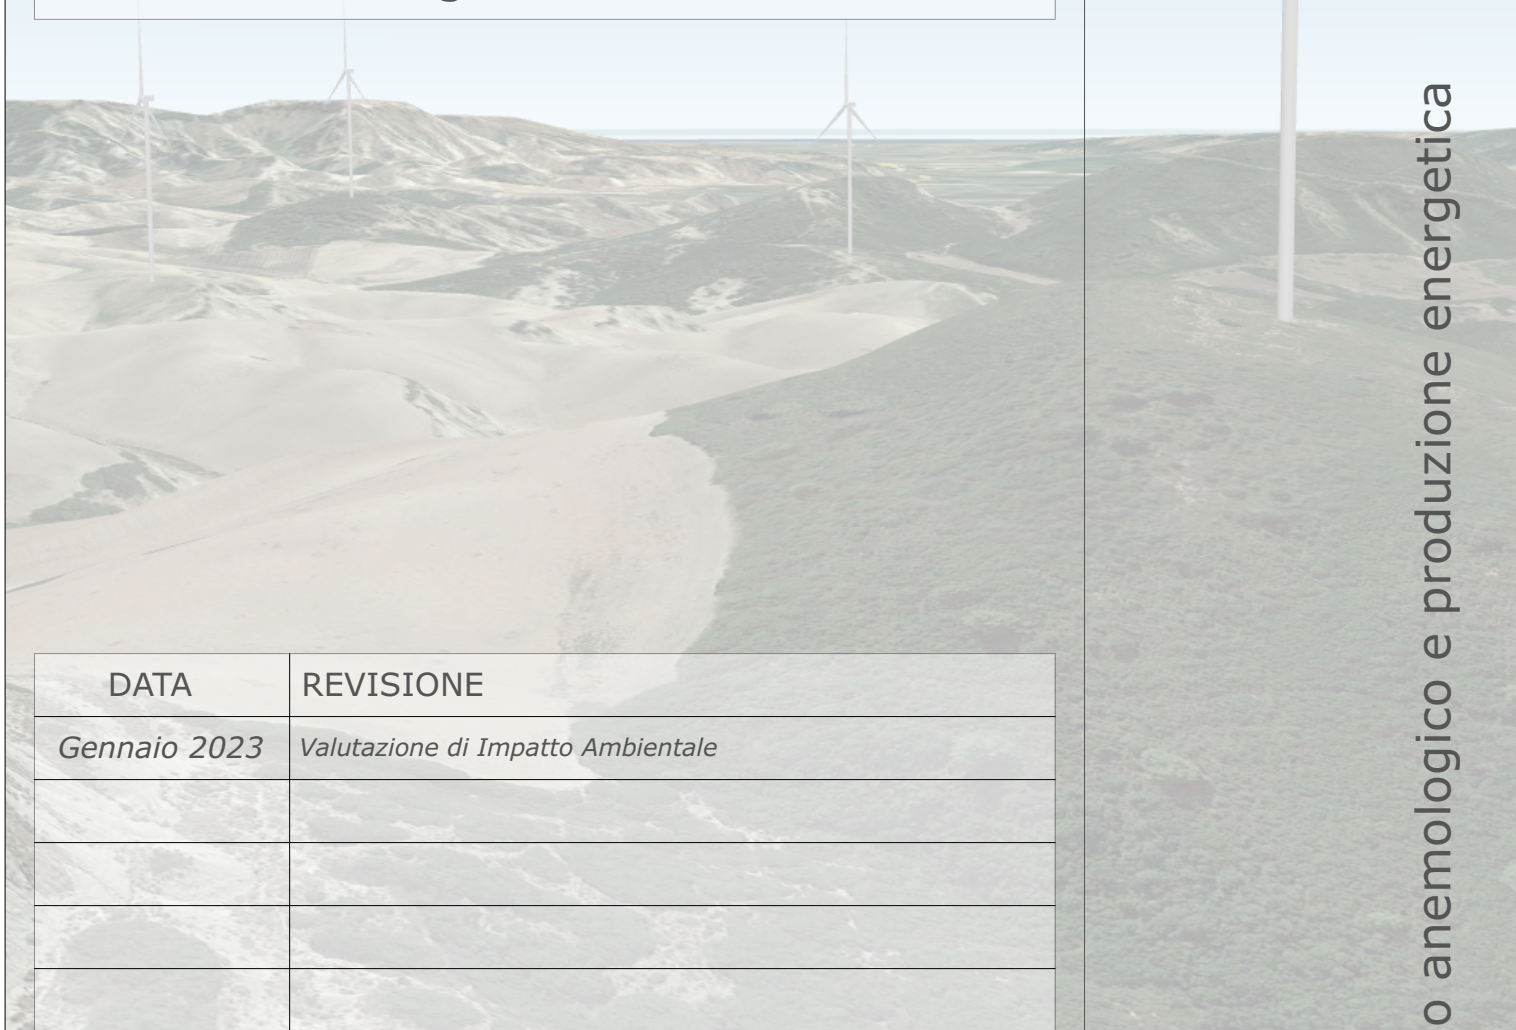 DATA REVISIONE
Gennaio 2023 Valutazione di Impatto Ambientale
o anemologico e produzione energetica